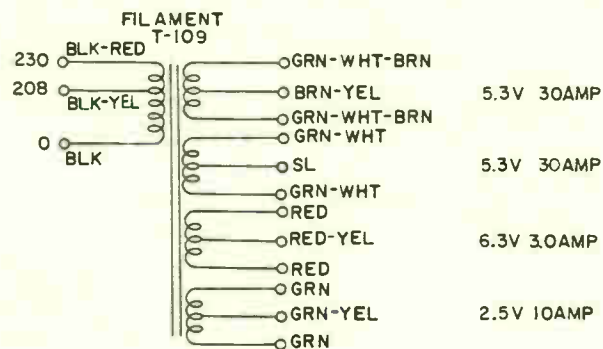 FILAMENT
T-109
230 BLK-RED
208 BLK-YEL
0 BLK
GRN-WHT-BRN
BRN-YEL 5.3V 30AMP
GRN-WHT-BRN
GRN-WHT
SL 5.3V 30AMP
GRN-WHT
RED
RED-YEL 6.3V 3.0AMP
RED
GRN
GRN-YEL 2.5V 10AMP
GRN